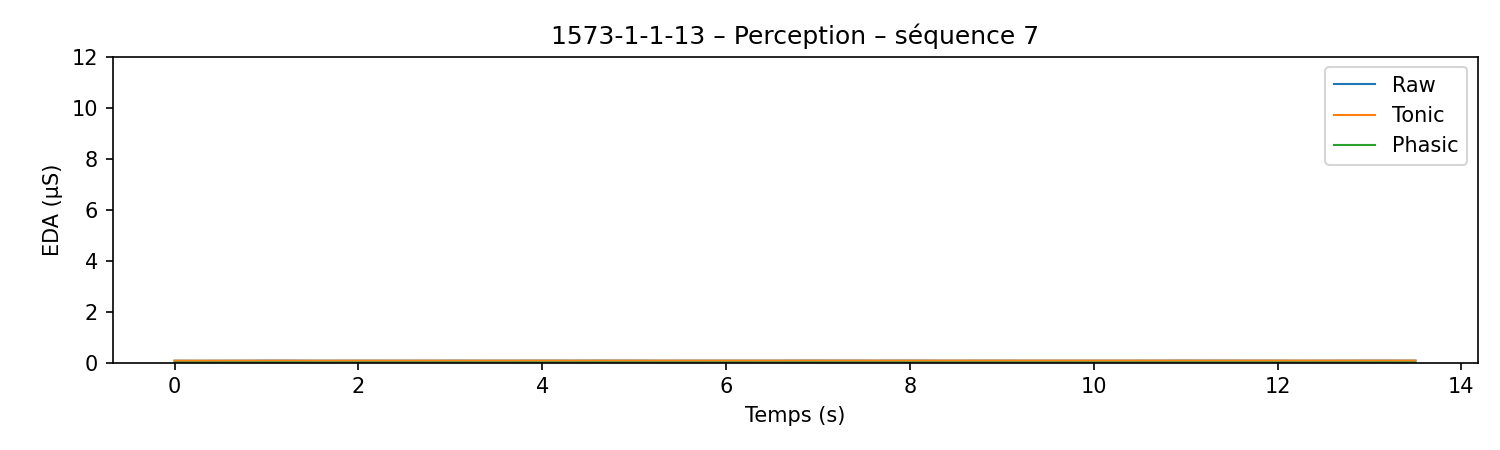 1573-1-1-13 – Perception – séquence 7
12
10
8
6
4
2
0
EDA (µS)
Raw
Tonic
Phasic
0 2 4 6 8 10 12 14
Temps (s)